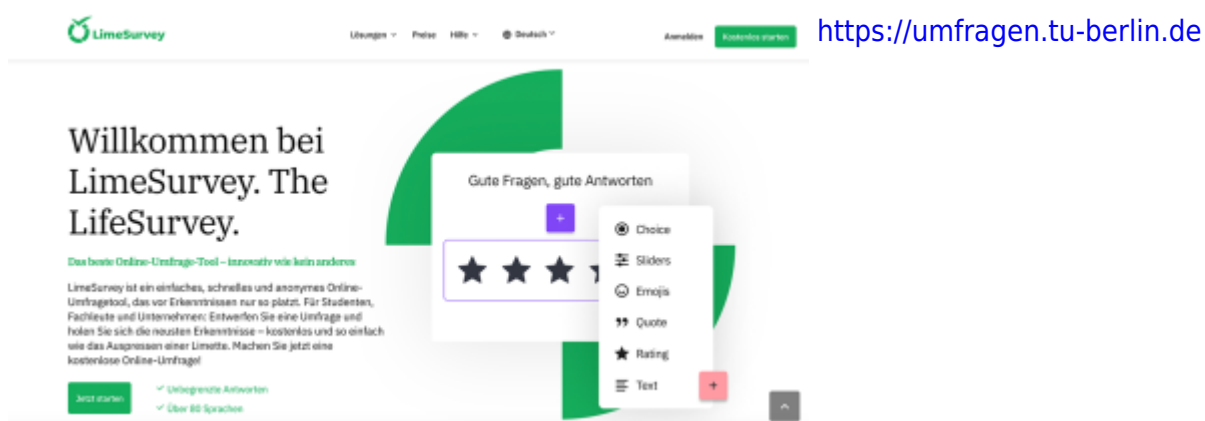 LimeSurvey
Lösungen
Preise
Hilfe
Deutsch
Anmelden
Kostenlos starten
https://umfragen.tu-berlin.de
Willkommen bei
LimeSurvey. The
LifeSurvey.
Das beste Online-Umfrage-Tool – innovativ wie kein anderes
LimeSurvey ist ein einfaches, schnelles und anonymes Online-
Umfragetool, das vor Erkenntnissen nur so platzt. Für Studenten,
Fachleute und Unternehmen: Entwerfen Sie eine Umfrage und
holen Sie sich die neusten Erkenntnisse – kostenlos und so einfach
wie das Auspressen einer Limette. Machen Sie jetzt eine
kostenlose Online-Umfrage!
Jetzt starten
Unbegrenzte Antworten
Über 80 Sprachen
Gute Fragen, gute Antworten
Choice
Sliders
Emojis
Quote
Rating
Text